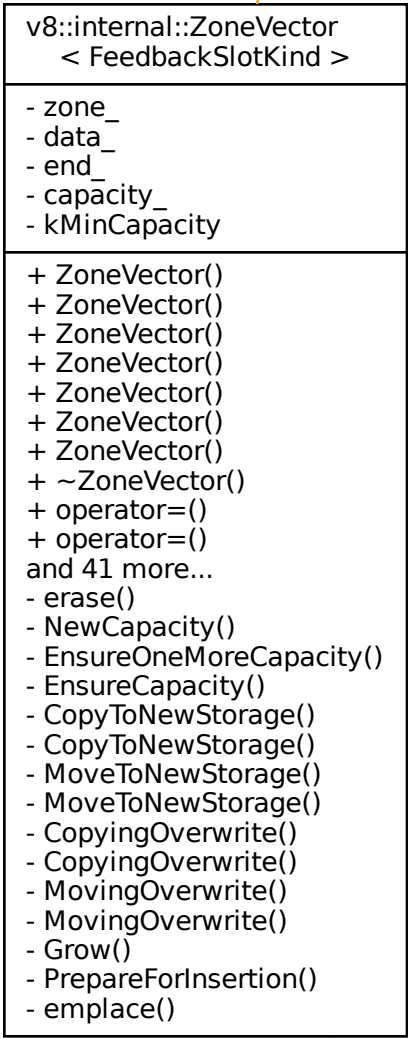 v8::internal::ZoneVector
< FeedbackSlotKind >
- zone_
- data_
- end_
- capacity_
- kMinCapacity
+ ZoneVector()
+ ZoneVector()
+ ZoneVector()
+ ZoneVector()
+ ZoneVector()
+ ZoneVector()
+ ZoneVector()
+ ~ZoneVector()
+ operator=()
+ operator=()
and 41 more...
- erase()
- NewCapacity()
- EnsureOneMoreCapacity()
- EnsureCapacity()
- CopyToNewStorage()
- CopyToNewStorage()
- MoveToNewStorage()
- MoveToNewStorage()
- CopyingOverwrite()
- CopyingOverwrite()
- MovingOverwrite()
- MovingOverwrite()
- Grow()
- PrepareForInsertion()
- emplace()